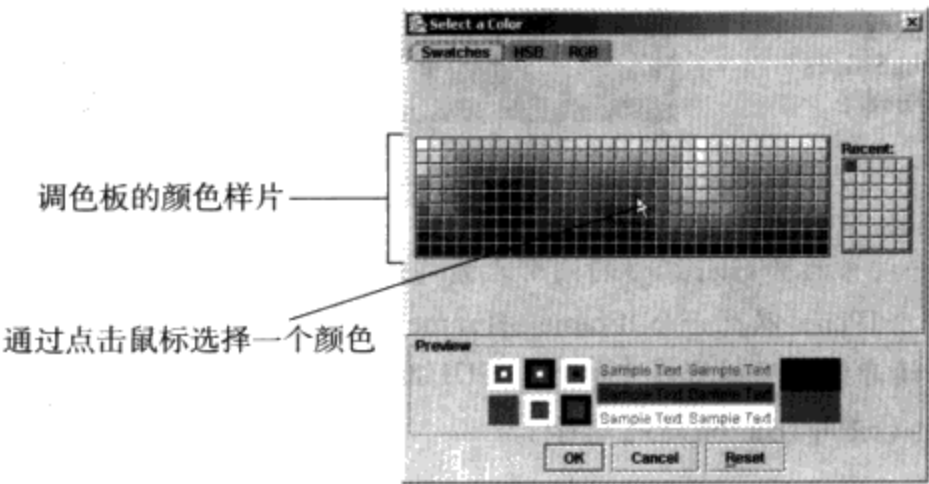 Select a Color
Swatches HSB RGB
Recent:
调色板的颜色样片
通过点击鼠标选择一个颜色
Preview
Sample Text Sample Text
Sample Text Sample Text
Sample Text Sample Text
OK Cancel Reset